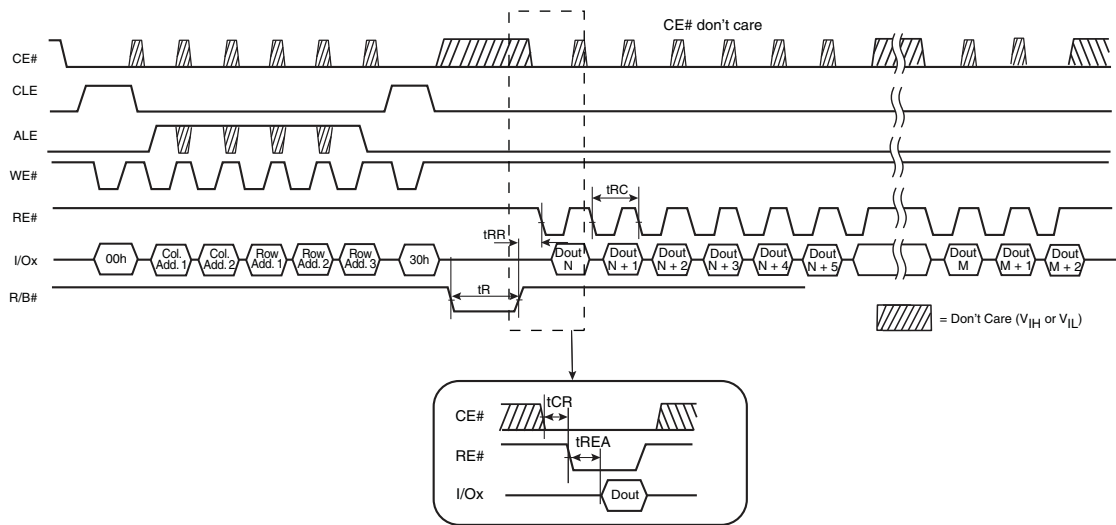 CE# don't care
CE#
CLE
ALE
WE#
tRC
RE#
tRR
I/Ox
00h
Col. Add. 1
Col. Add. 2
Row Add. 1
Row Add. 2
Row Add. 3
30h
Dout N
Dout N + 1
Dout N + 2
Dout N + 3
Dout N + 4
Dout N + 5
Dout M
Dout M + 1
Dout M + 2
tR
R/B#
= Don't Care (VIH or VIL)
tCR
CE#
tREA
RE#
I/Ox
Dout